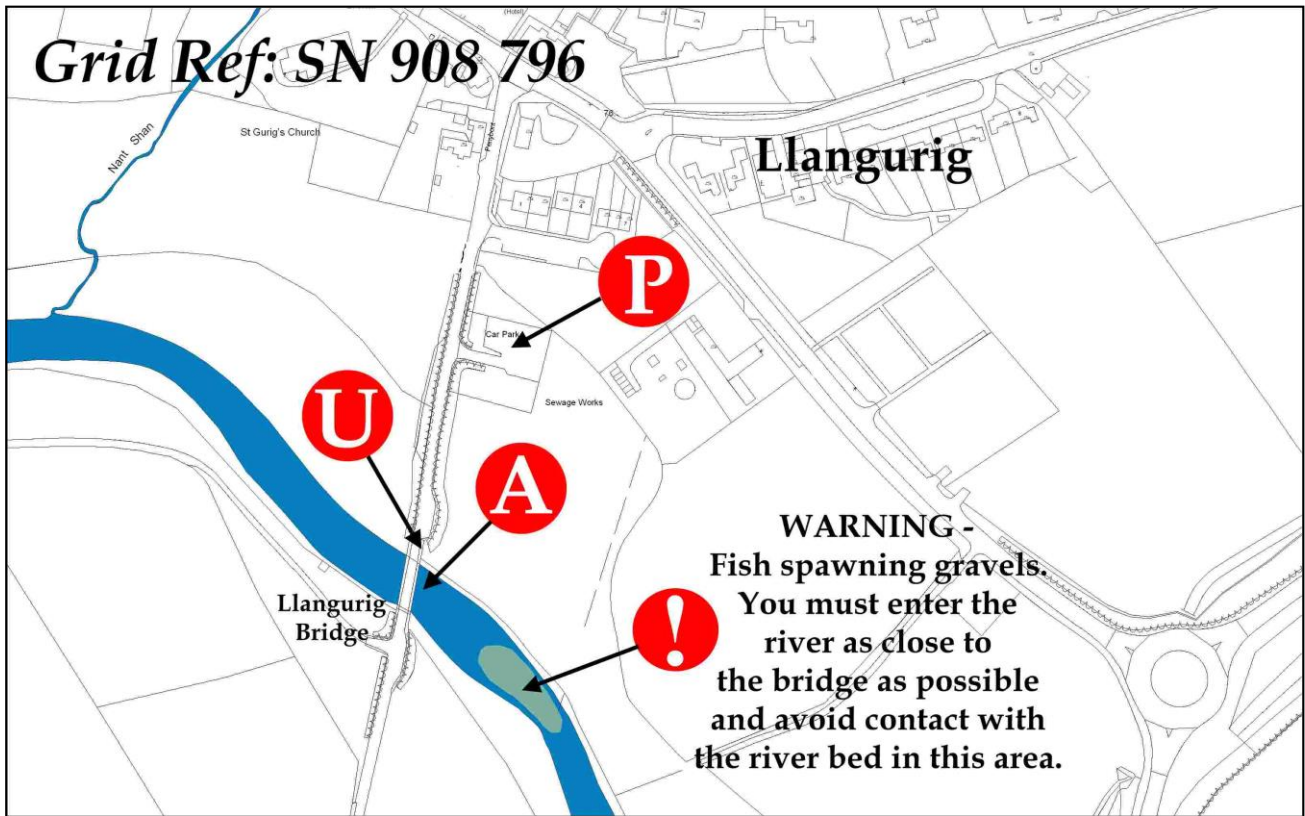 (Hotel)
Grid Ref: SN 908 796
Nant Shan
St Gurig's Church
78
Llangurig
P
Car Park
Sewage Works
U
A
WARNING -
Fish spawning gravels.
You must enter the
river as close to
the bridge as possible
and avoid contact with
the river bed in this area.
!
Llangurig
Bridge